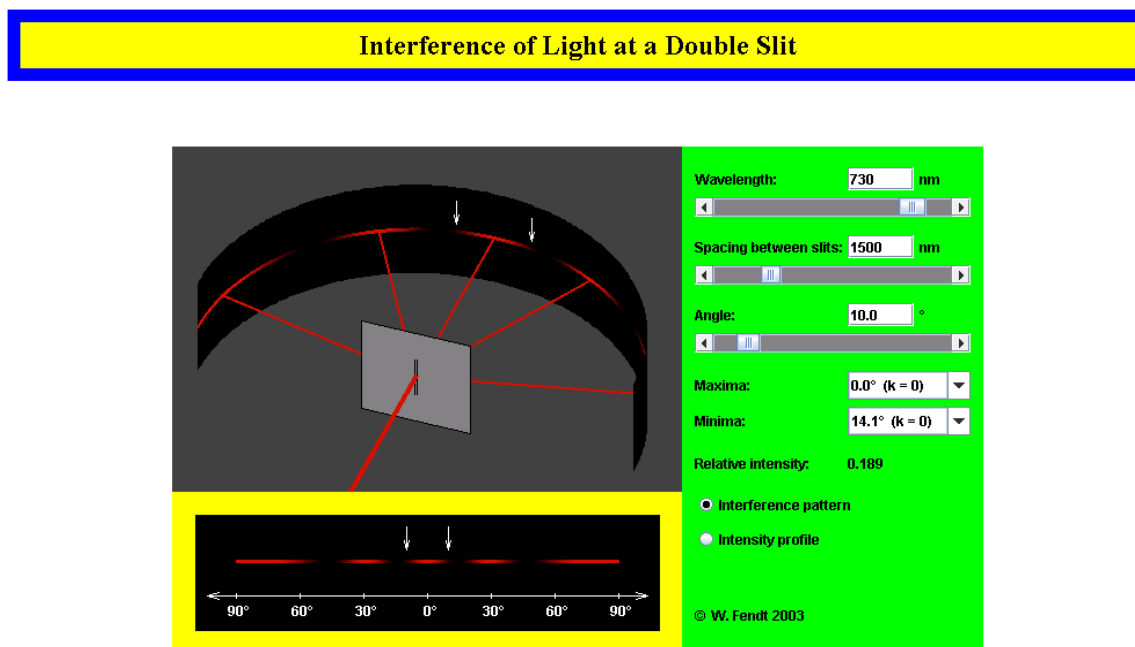 Interference of Light at a Double Slit
Wavelength: 730 nm
Spacing between slits: 1500 nm
Angle: 10.0 °
Maxima: 0.0° (k = 0)
Minima: 14.1° (k = 0)
Relative intensity: 0.189
Interference pattern
Intensity profile
© W. Fendt 2003
90° 60° 30° 0° 30° 60° 90°